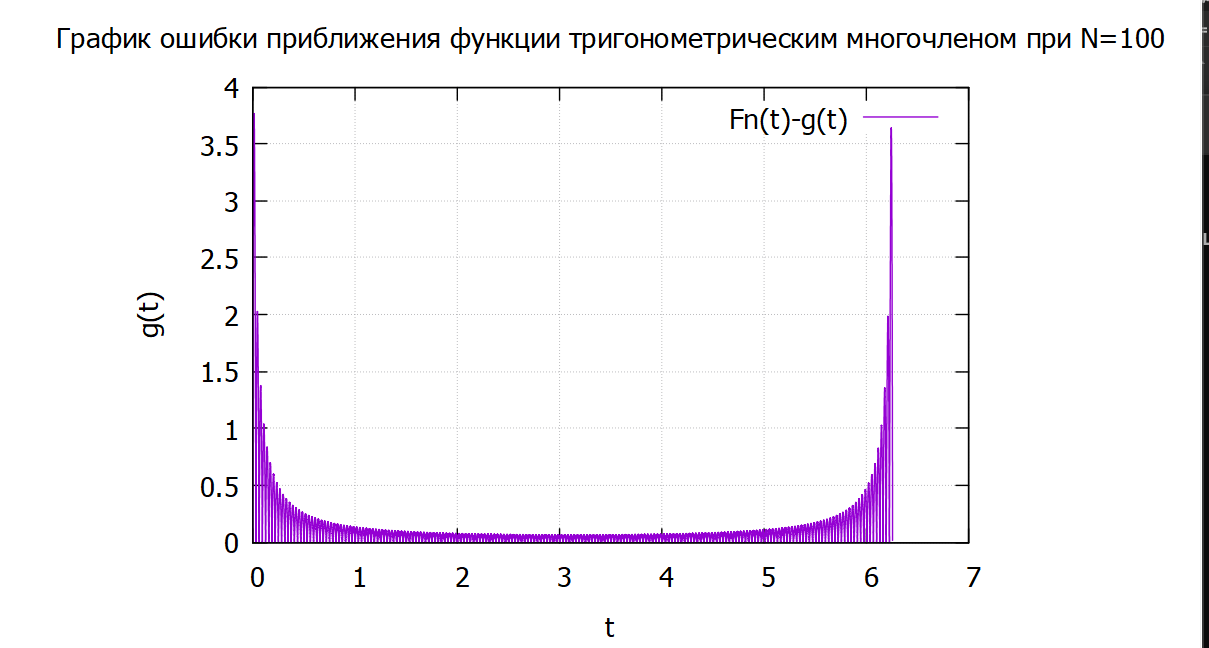 График ошибки приближения функции тригонометрическим многочленом при N=100
4
Fn(t)-g(t)
3.5
3
2.5
g(t)
2
1.5
1
0.5
0
0 1 2 3 4 5 6 7
t